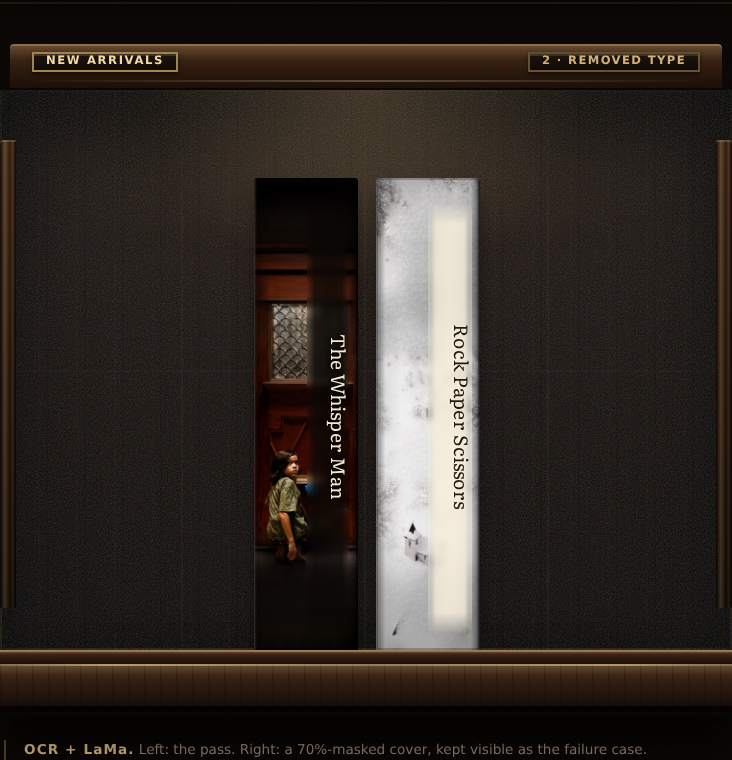 NEW ARRIVALS
2 · REMOVED TYPE
The Whisper Man
Rock Paper Scissors
OCR + LaMa. Left: the pass. Right: a 70%-masked cover, kept visible as the failure case.